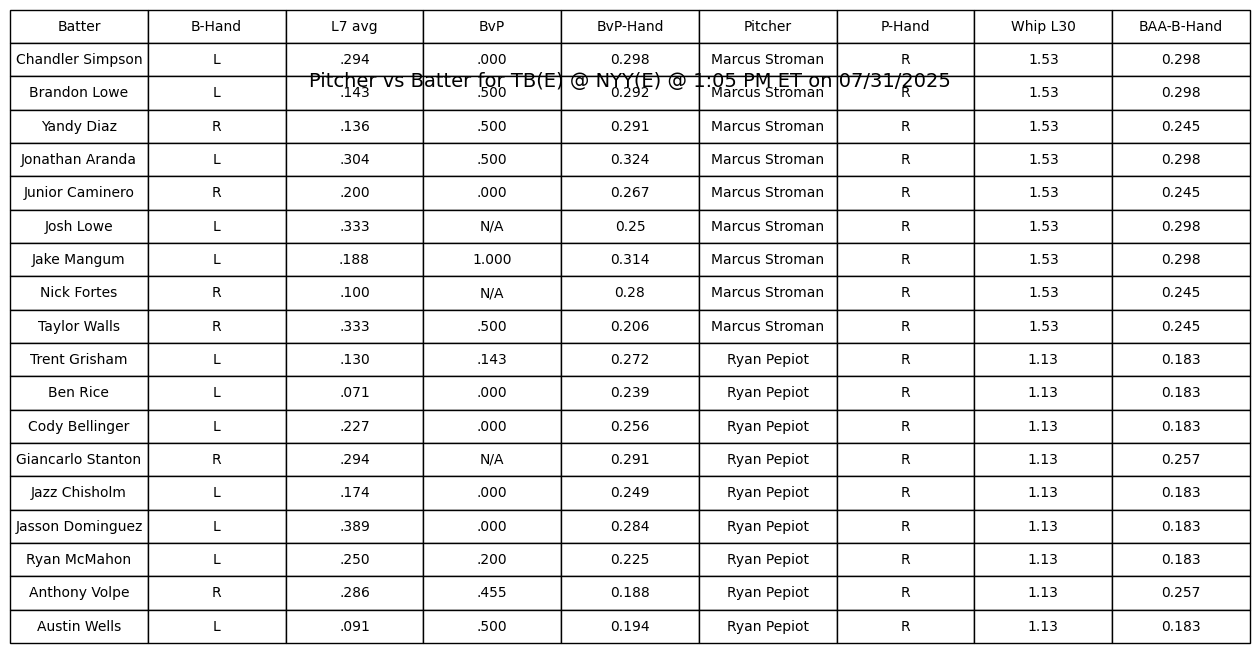 Batter B-Hand L7 avg BvP BvP-Hand Pitcher P-Hand Whip L30 BAA-B-Hand
Chandler Simpson L .294 .000 0.298 Marcus Stroman R 1.53 0.298
Pitcher vs Batter for TB(E) @ NYY(E) @ 1:05 PM ET on 07/31/2025
Brandon Lowe L .143 .500 0.292 Marcus Stroman R 1.53 0.298
Yandy Diaz R .136 .500 0.291 Marcus Stroman R 1.53 0.245
Jonathan Aranda L .304 .500 0.324 Marcus Stroman R 1.53 0.298
Junior Caminero R .200 .000 0.267 Marcus Stroman R 1.53 0.245
Josh Lowe L .333 N/A 0.25 Marcus Stroman R 1.53 0.298
Jake Mangum L .188 1.000 0.314 Marcus Stroman R 1.53 0.298
Nick Fortes R .100 N/A 0.28 Marcus Stroman R 1.53 0.245
Taylor Walls R .333 .500 0.206 Marcus Stroman R 1.53 0.245
Trent Grisham L .130 .143 0.272 Ryan Pepiot R 1.13 0.183
Ben Rice L .071 .000 0.239 Ryan Pepiot R 1.13 0.183
Cody Bellinger L .227 .000 0.256 Ryan Pepiot R 1.13 0.183
Giancarlo Stanton R .294 N/A 0.291 Ryan Pepiot R 1.13 0.257
Jazz Chisholm L .174 .000 0.249 Ryan Pepiot R 1.13 0.183
Jasson Dominguez L .389 .000 0.284 Ryan Pepiot R 1.13 0.183
Ryan McMahon L .250 .200 0.225 Ryan Pepiot R 1.13 0.183
Anthony Volpe R .286 .455 0.188 Ryan Pepiot R 1.13 0.257
Austin Wells L .091 .500 0.194 Ryan Pepiot R 1.13 0.183